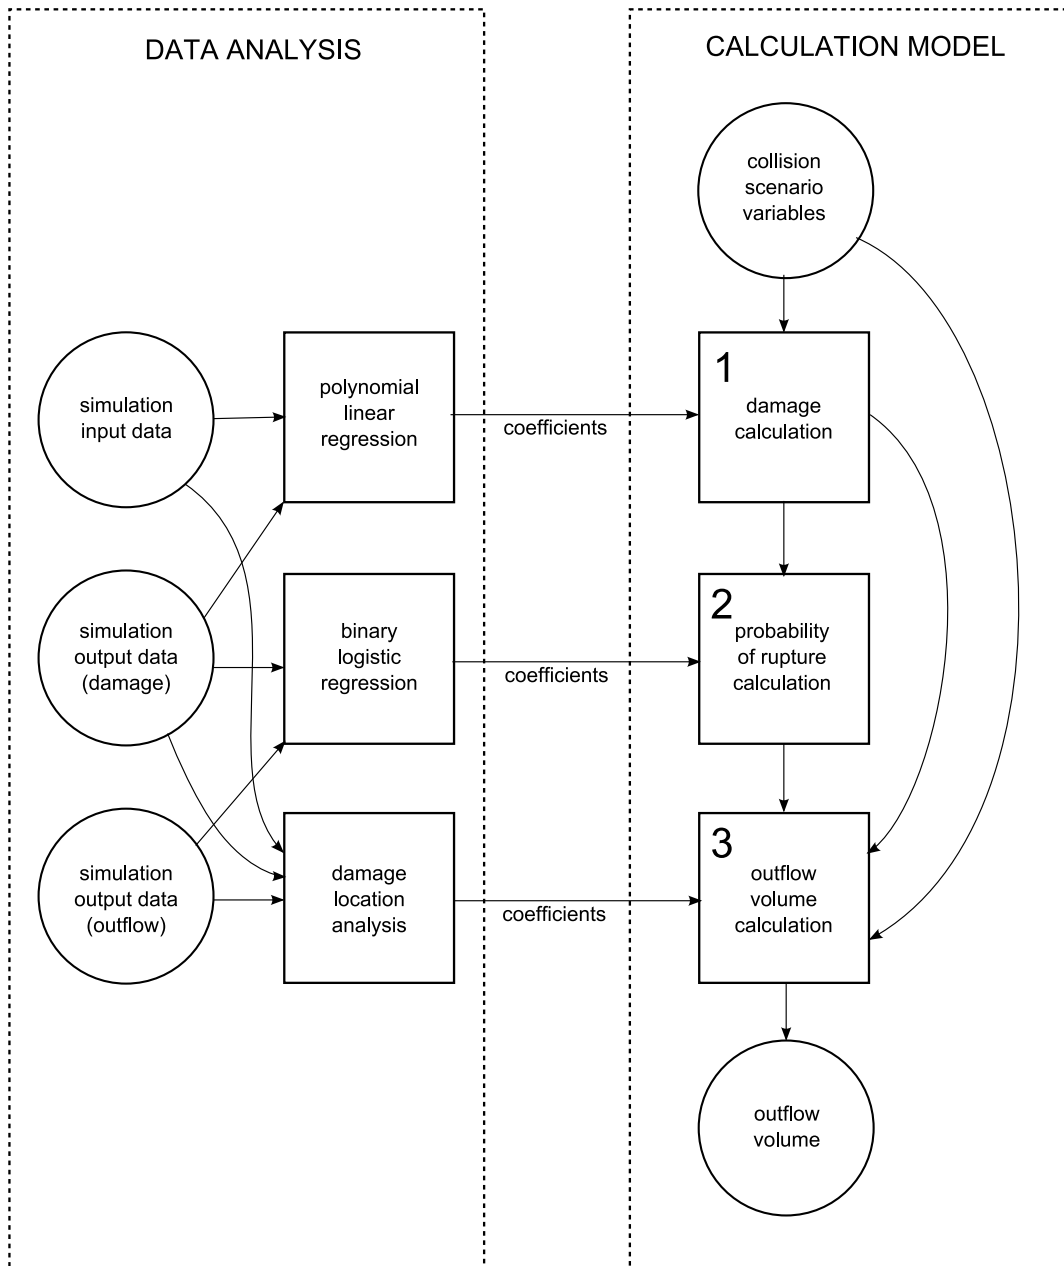 DATA ANALYSIS
CALCULATION MODEL
collision
scenario
variables
simulation
input data
polynomial
linear
regression
coefficients
1
damage
calculation
simulation
output data
(damage)
binary
logistic
regression
coefficients
2
probability
of rupture
calculation
simulation
output data
(outflow)
damage
location
analysis
coefficients
3
outflow
volume
calculation
outflow
volume